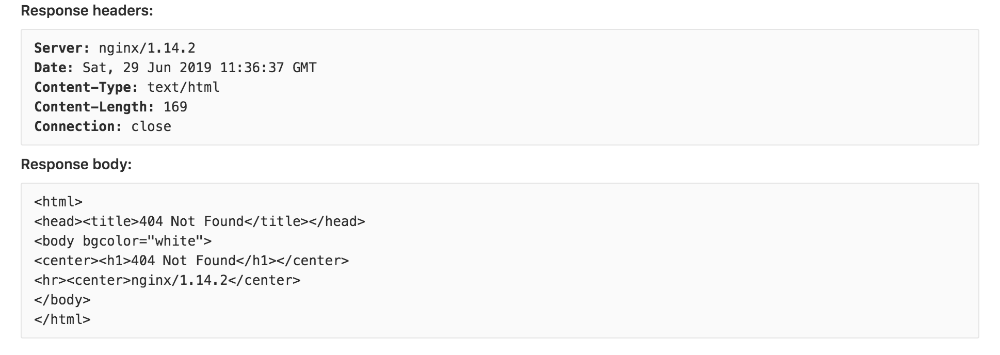 Response headers:
Server: nginx/1.14.2
Date: Sat, 29 Jun 2019 11:36:37 GMT
Content-Type: text/html
Content-Length: 169
Connection: close
Response body:
<html>
<head><title>404 Not Found</title></head>
<body bgcolor="white">
<center><h1>404 Not Found</h1></center>
<hr><center>nginx/1.14.2</center>
</body>
</html>